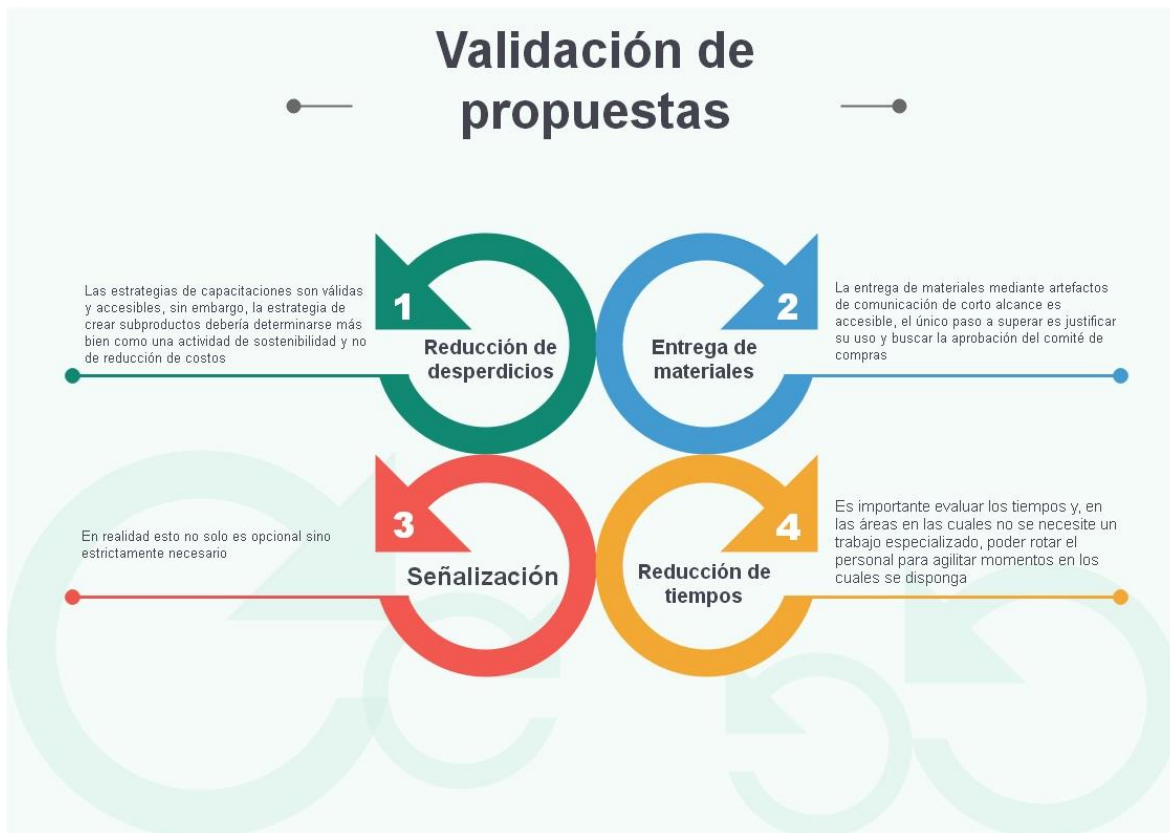 Validación de
propuestas
Las estrategias de capacitaciones son válidas
y accesibles, sin embargo, la estrategia de
crear subproductos debería determinarse más
bien como una actividad de sostenibilidad y no
de reducción de costos
1
Reducción de
desperdicios
2
Entrega de
materiales
La entrega de materiales mediante artefactos
de comunicación de corto alcance es
accesible, el único paso a superar es justificar
su uso y buscar la aprobación del comité de
compras
En realidad esto no solo es opcional sino
estrictamente necesario
3
Señalización
4
Reducción de
tiempos
Es importante evaluar los tiempos y, en
las áreas en las cuales no se necesite un
trabajo especializado, poder rotar el
personal para agilitar momentos en los
cuales se disponga